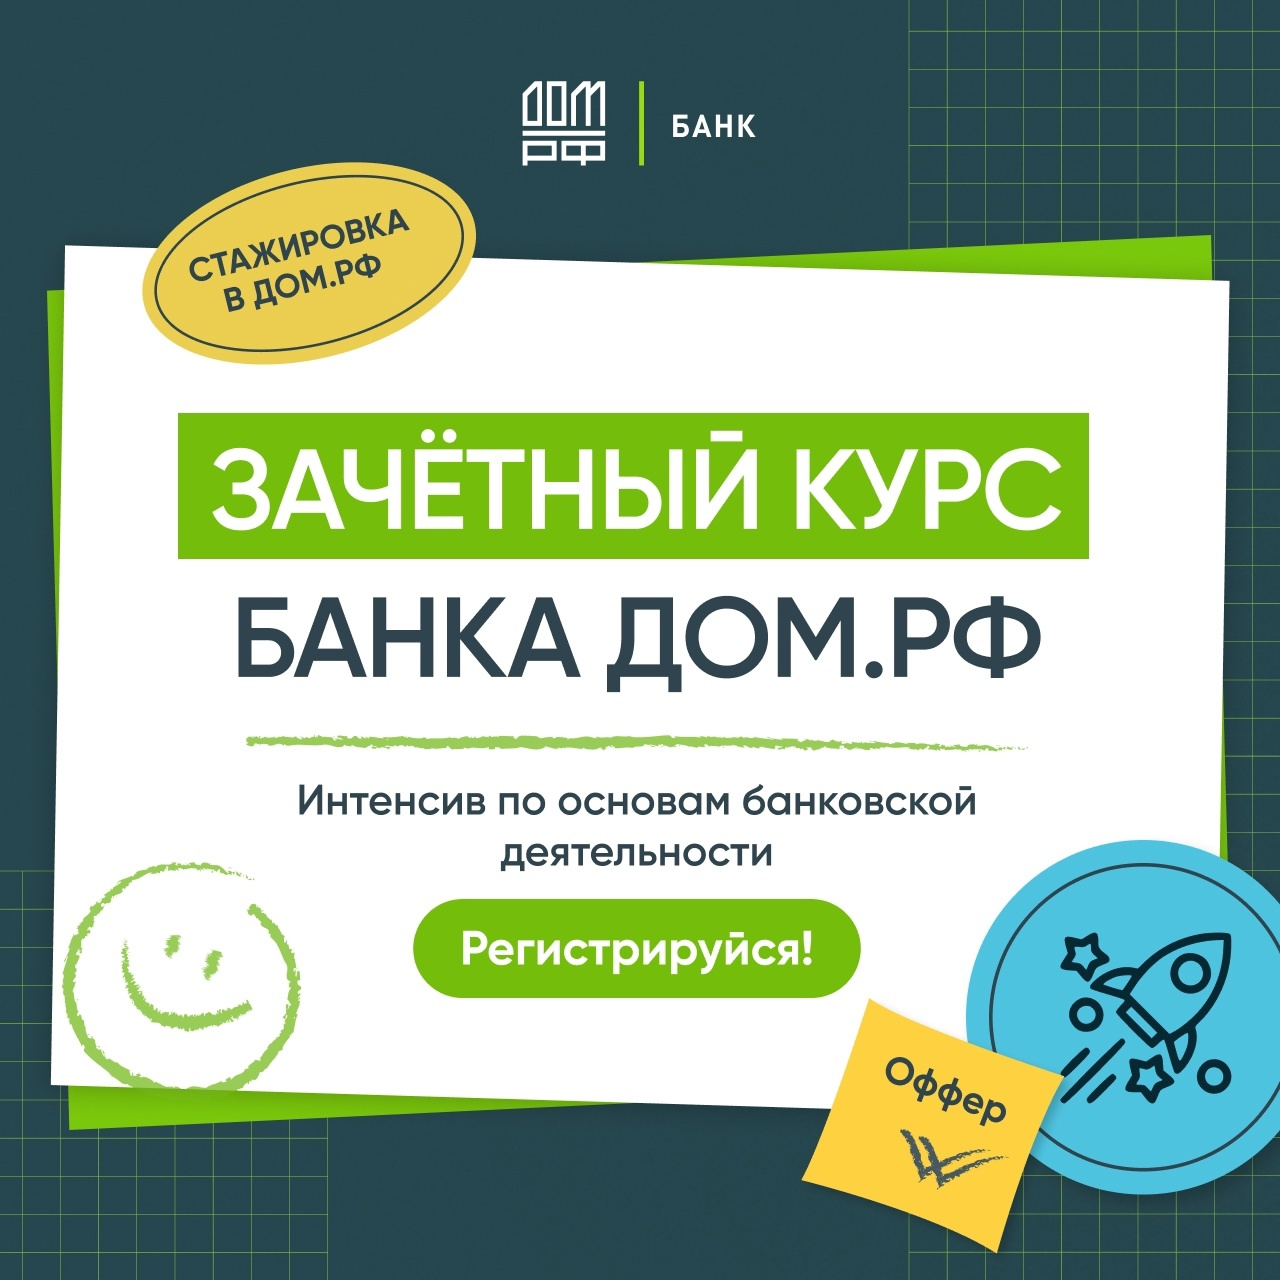 ДОМ
РФ
БАНК
СТАЖИРОВКА
В ДОМ.РФ
ЗАЧЁТНЫЙ КУРС
БАНКА ДОМ.РФ
Интенсив по основам банковской
деятельности
Регистрируйся!
Оффер